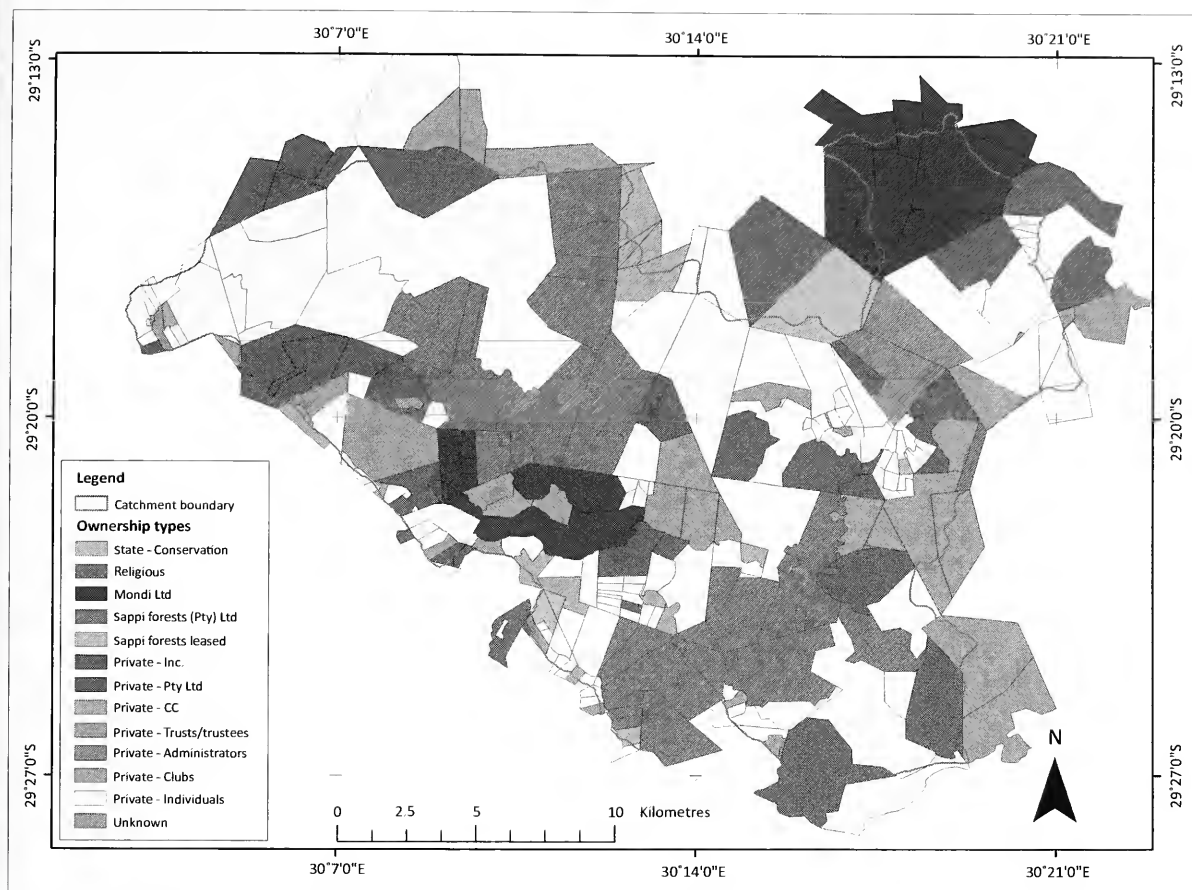 30°7'0"E 30°14'0"E 30°21'0"E
29°13'0"S 29°13'0"S
29°20'0"S 29°20'0"S
Legend
Catchment boundary
Ownership types
State - Conservation
Religious
Mondi Ltd
Sappi forests (Pty) Ltd
Sappi forests leased
Private - Inc.
Private - Pty Ltd
Private - CC
Private - Trusts/trustees
Private - Administrators
Private - Clubs
Private - Individuals
Unknown
N
29°27'0"S 29°27'0"S
0 2.5 5 10 Kilometres
30°7'0"E 30°14'0"E 30°21'0"E